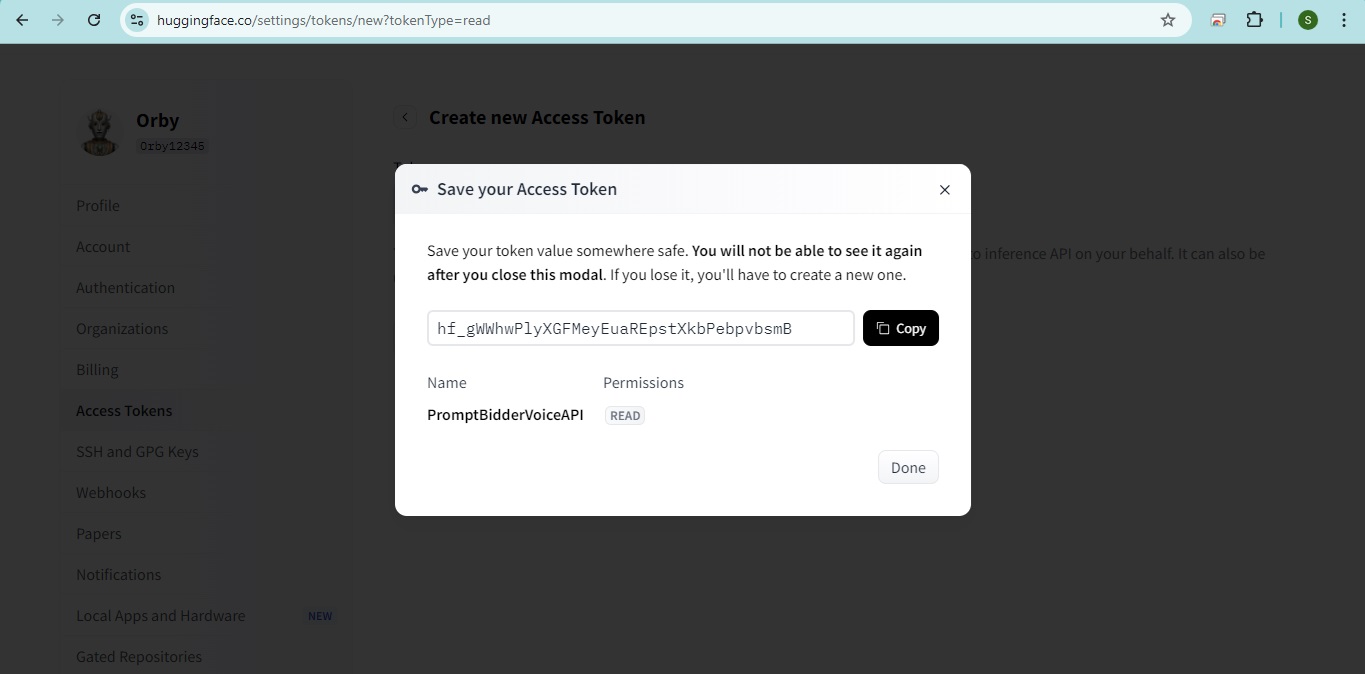 huggingface.co/settings/tokens/new?tokenType=read
S
Orby
Orby12345
Profile
Account
Authentication
Organizations
Billing
Access Tokens
SSH and GPG Keys
Webhooks
Papers
Notifications
Local Apps and Hardware NEW
Gated Repositories
Create new Access Token
Save your Access Token
Save your token value somewhere safe. You will not be able to see it again
after you close this modal. If you lose it, you'll have to create a new one.
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
Copy
Name Permissions
PromptBidderVoiceAPI READ
Done
inference API on your behalf. It can also be